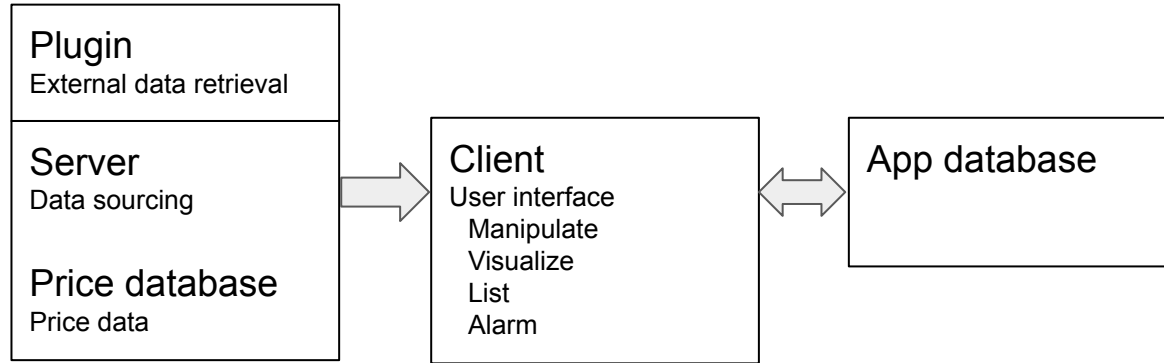 Plugin
External data retrieval
Server
Data sourcing
Price database
Price data
Client
User interface
Manipulate
Visualize
List
Alarm
App database